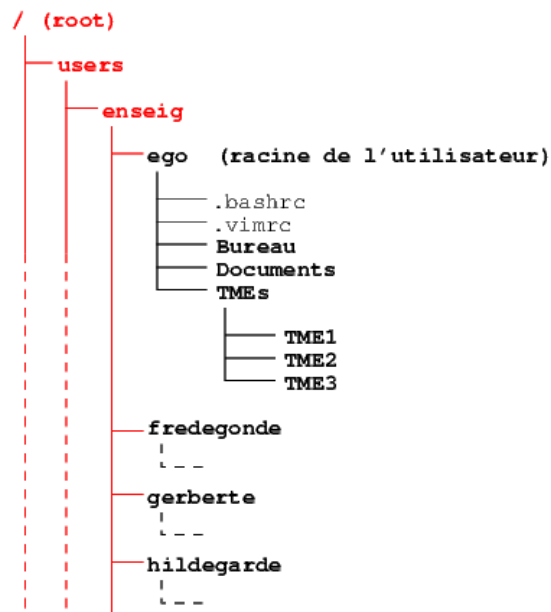 / (root)
users
enseig
ego (racine de l'utilisateur)
.bashrc
.vimrc
Bureau
Documents
TMEs
TME1
TME2
TME3
fredegonde
gerberte
hildegarde